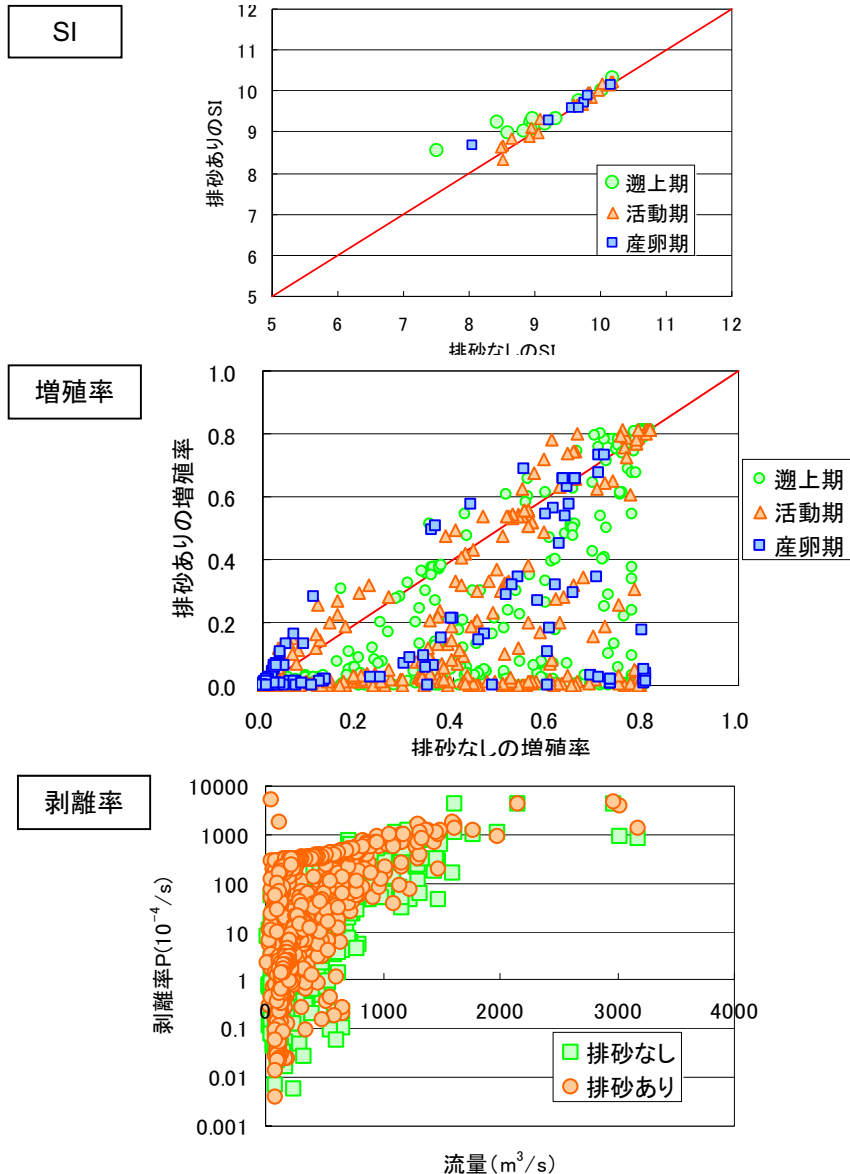 SI
12
11
10
9
8
7
6
5
排砂ありのSI
遡上期
活動期
産卵期
5 6 7 8 9 10 11 12
排砂なしのSI
増殖率
1.0
0.8
0.6
0.4
0.2
0.0
排砂ありの増殖率
遡上期
活動期
産卵期
0.0 0.2 0.4 0.6 0.8 1.0
排砂なしの増殖率
剥離率
10000
1000
100
10
1
0.1
0.01
0.001
剥離率P(10⁻⁴/s)
0 1000 2000 3000 4000
排砂なし
排砂あり
流量(m³/s)